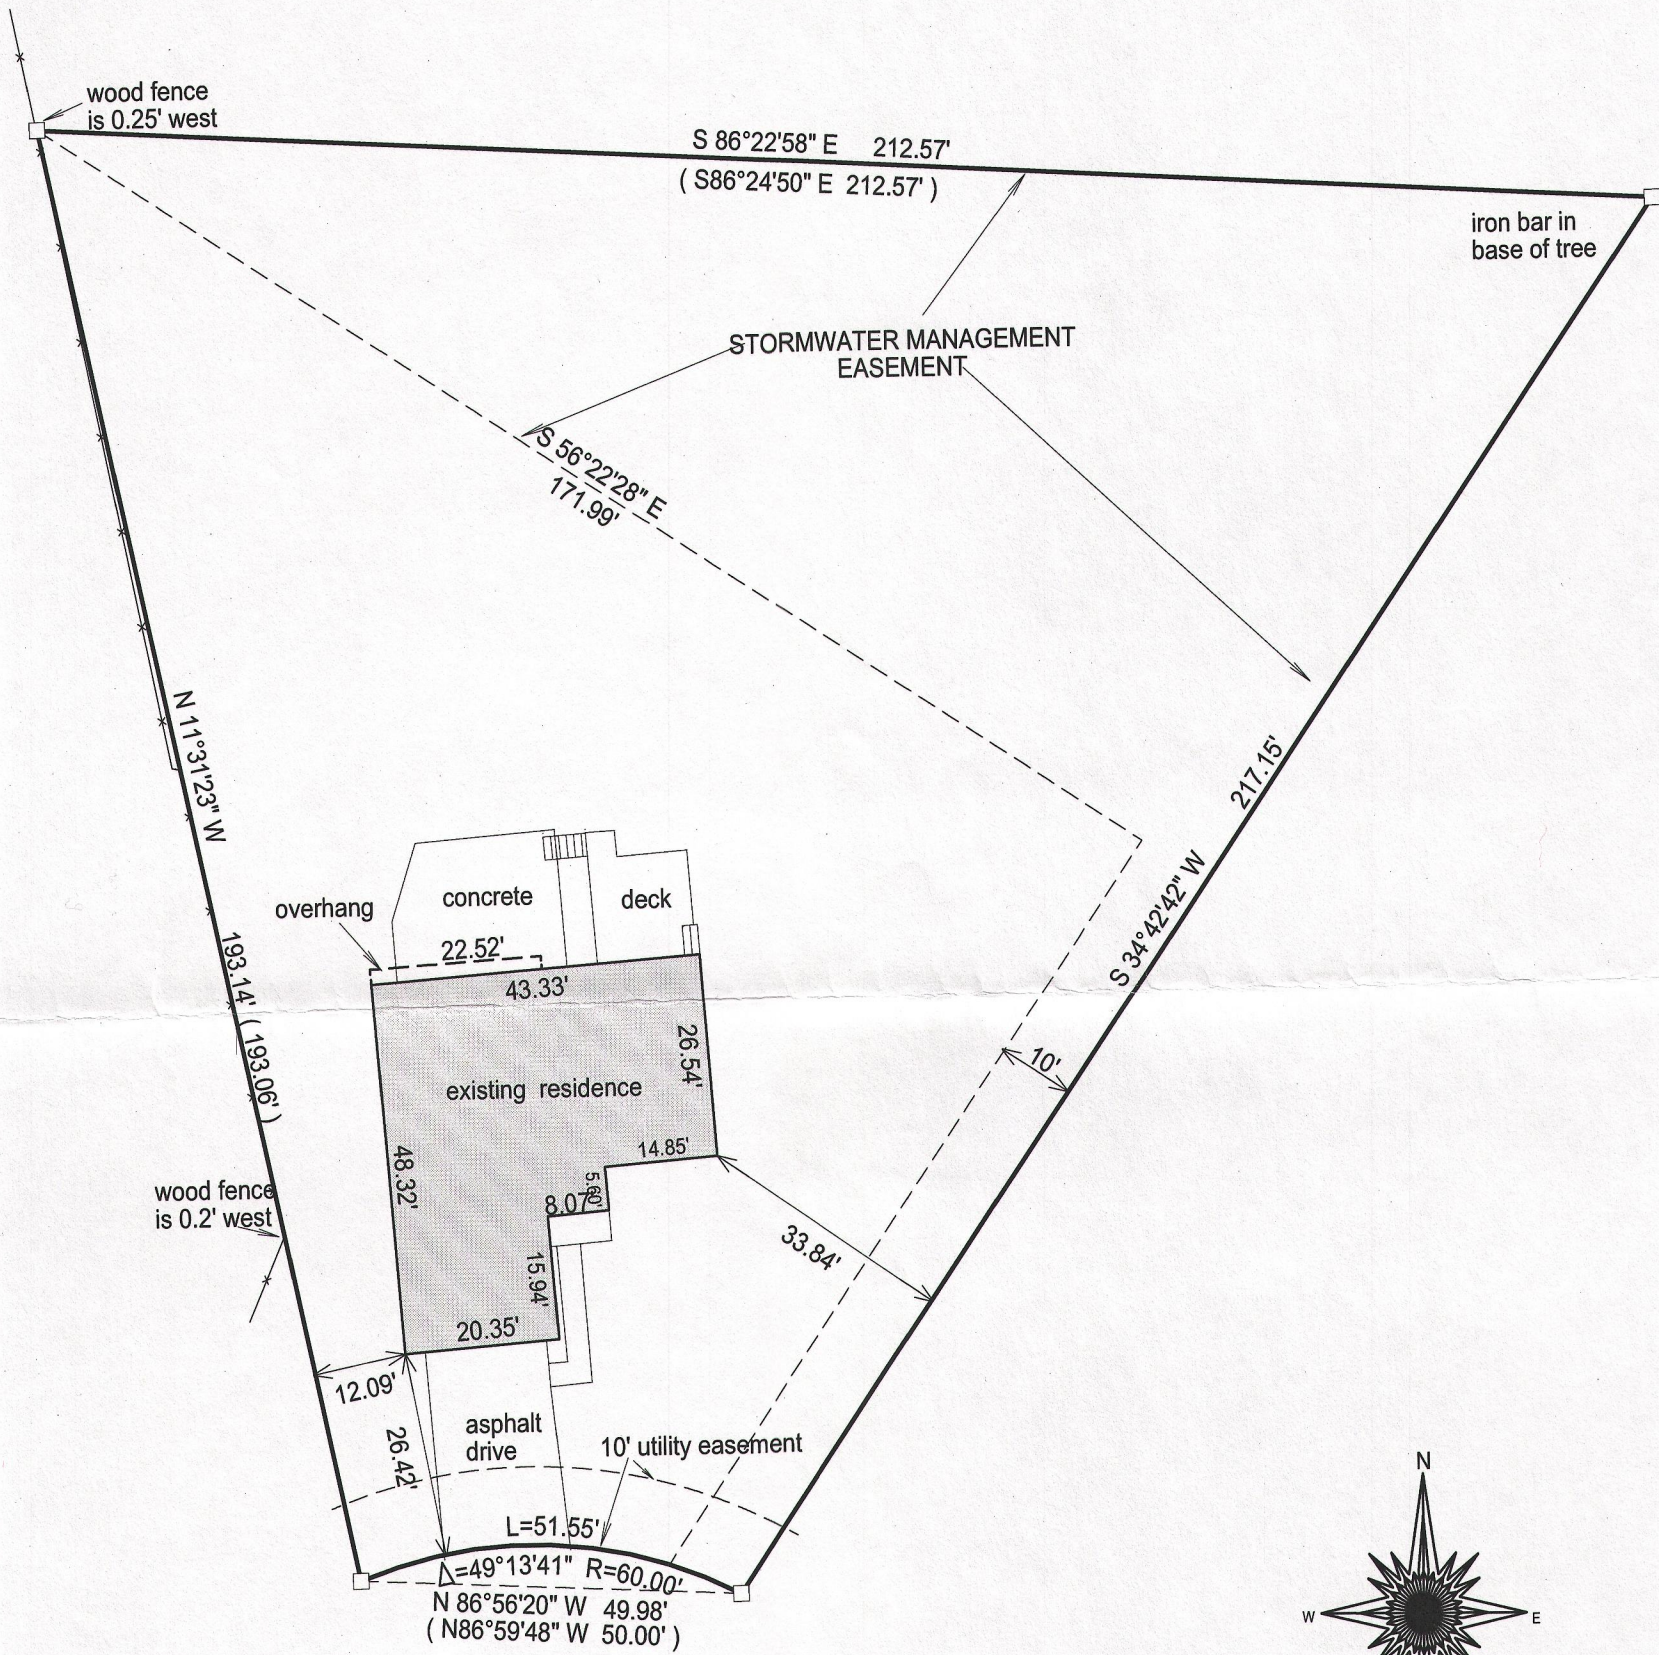 wood fence
is 0.25' west
S 86°22'58" E 212.57'
( S86°24'50" E 212.57' )
iron bar in
base of tree
STORMWATER MANAGEMENT
EASEMENT
S 56°22'28" E
171.99'
N 11°31'23" W
193.14' ( 193.06' )
217.15'
S 34°42'42" W
overhang
concrete
deck
22.52'
43.33'
26.54'
existing residence
10'
14.85'
48.32'
5.60'
8.07'
wood fence
is 0.2' west
33.84'
15.94'
20.35'
12.09'
26.42'
asphalt
drive
10' utility easement
L=51.55'
Δ=49°13'41" R=60.00'
N 86°56'20" W 49.98'
( N86°59'48" W 50.00' )
N
W
E